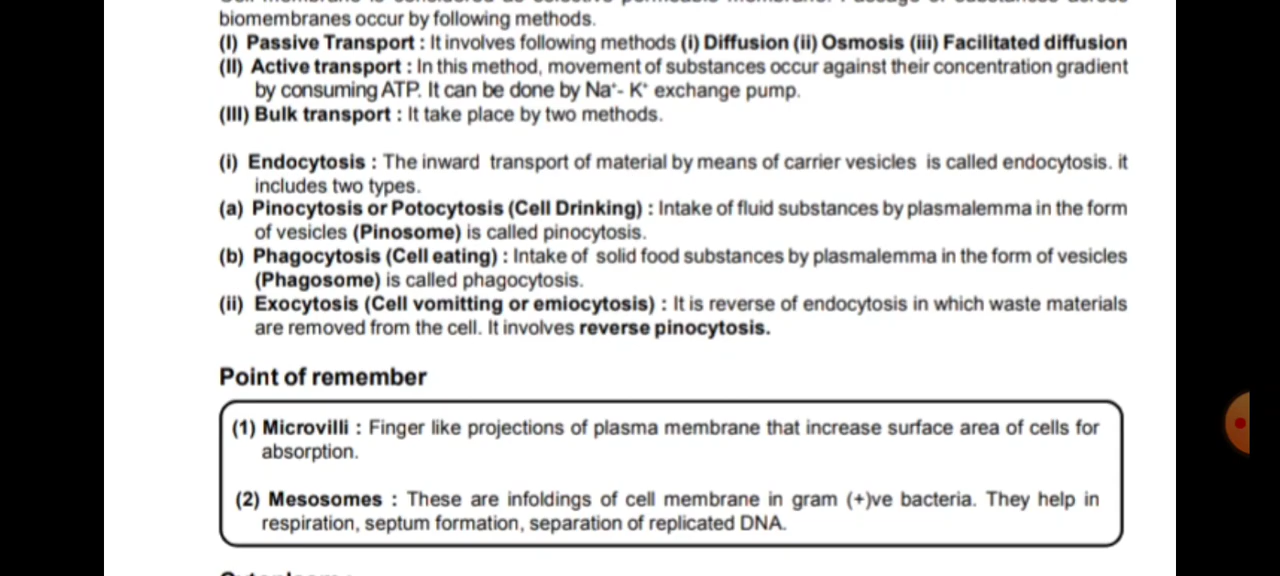 biomembranes occur by following methods.
(I) Passive Transport : It involves following methods (i) Diffusion (ii) Osmosis (iii) Facilitated diffusion
(II) Active transport : In this method, movement of substances occur against their concentration gradient
by consuming ATP. It can be done by Na⁺- K⁺ exchange pump.
(III) Bulk transport : It take place by two methods.
(i) Endocytosis : The inward transport of material by means of carrier vesicles is called endocytosis. it
includes two types.
(a) Pinocytosis or Potocytosis (Cell Drinking) : Intake of fluid substances by plasmalemma in the form
of vesicles (Pinosome) is called pinocytosis.
(b) Phagocytosis (Cell eating) : Intake of solid food substances by plasmalemma in the form of vesicles
(Phagosome) is called phagocytosis.
(ii) Exocytosis (Cell vomitting or emiocytosis) : It is reverse of endocytosis in which waste materials
are removed from the cell. It involves reverse pinocytosis.
Point of remember
(1) Microvilli : Finger like projections of plasma membrane that increase surface area of cells for
absorption.
(2) Mesosomes : These are infoldings of cell membrane in gram (+)ve bacteria. They help in
respiration, septum formation, separation of replicated DNA.